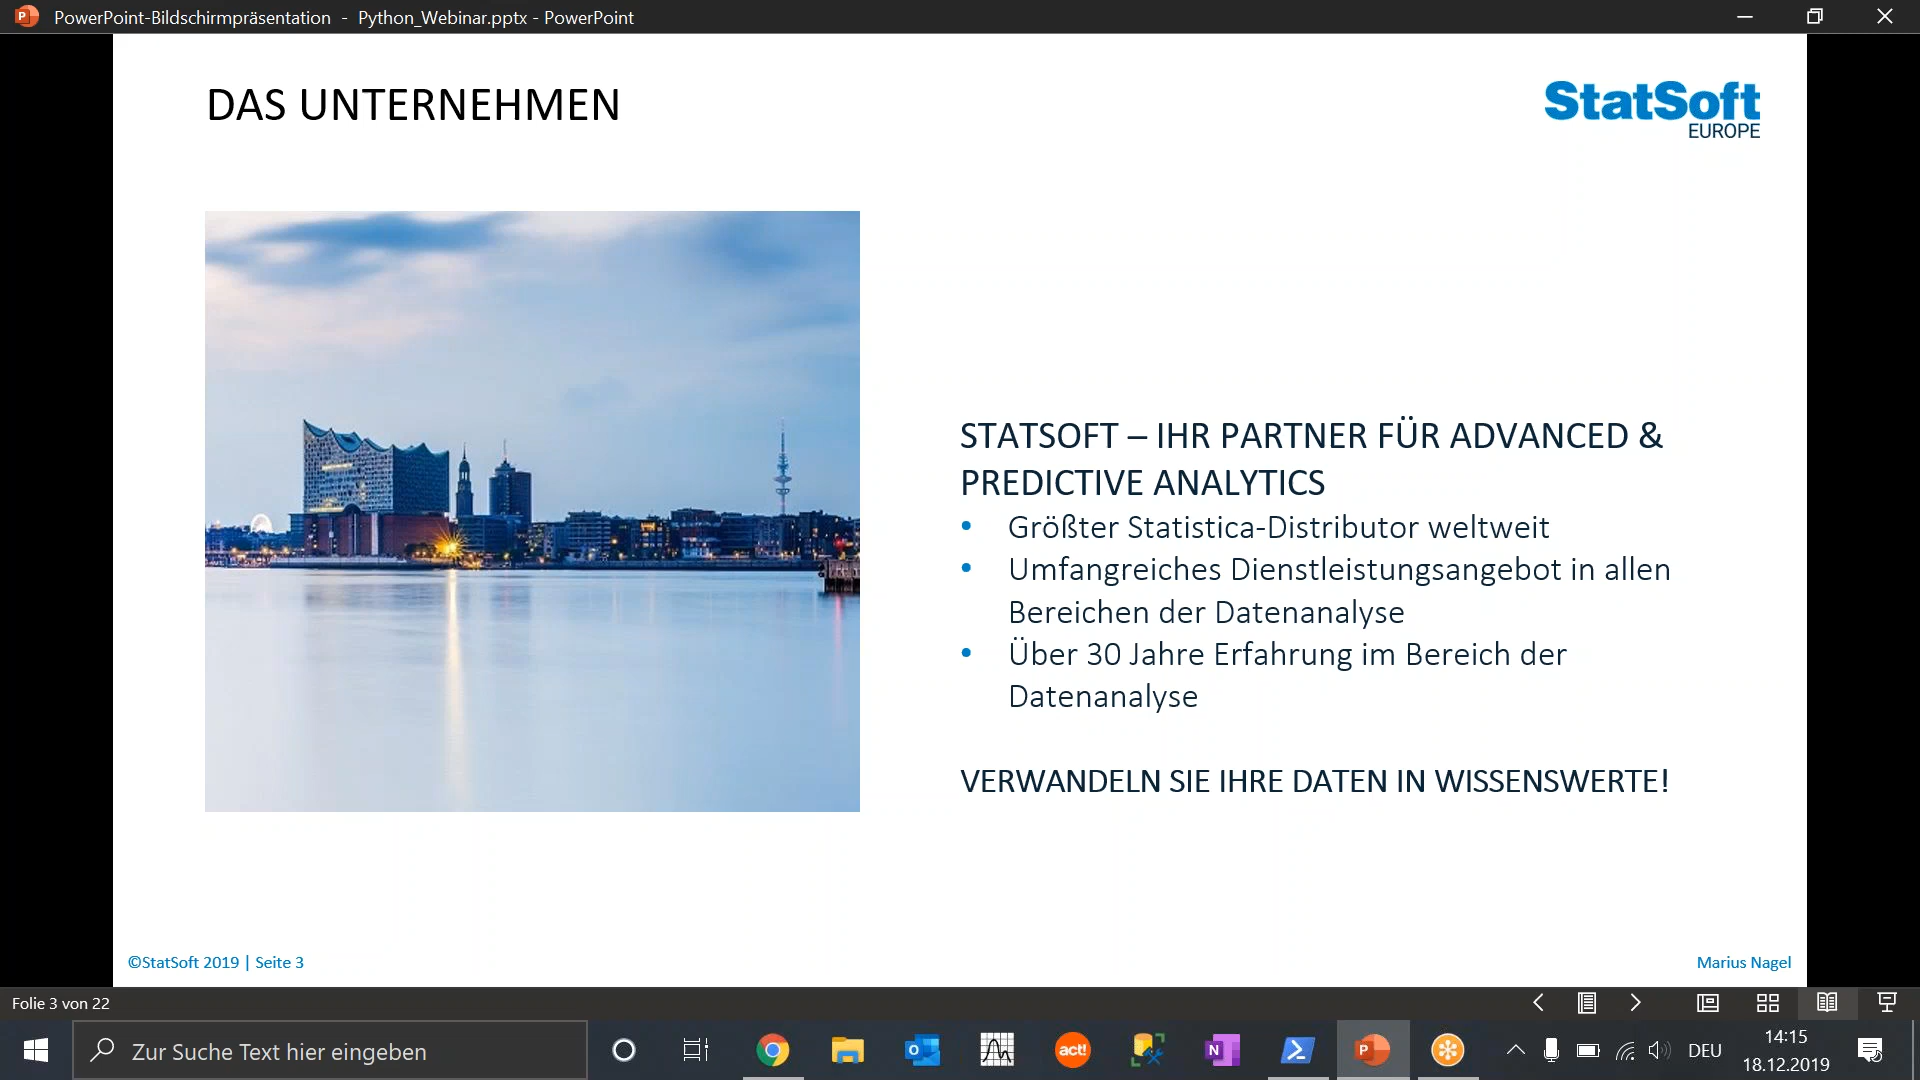 PowerPoint-Bildschirmpräsentation - Python_Webinar.pptx - PowerPoint
DAS UNTERNEHMEN
StatSoft
EUROPE
STATSOFT – IHR PARTNER FÜR ADVANCED &
PREDICTIVE ANALYTICS
• Größter Statistica-Distributor weltweit
• Umfangreiches Dienstleistungsangebot in allen
Bereichen der Datenanalyse
• Über 30 Jahre Erfahrung im Bereich der
Datenanalyse
VERWANDELN SIE IHRE DATEN IN WISSENSWERTE!
©StatSoft 2019 | Seite 3
Marius Nagel
Folie 3 von 22
Zur Suche Text hier eingeben
act!
DEU
14:15
18.12.2019